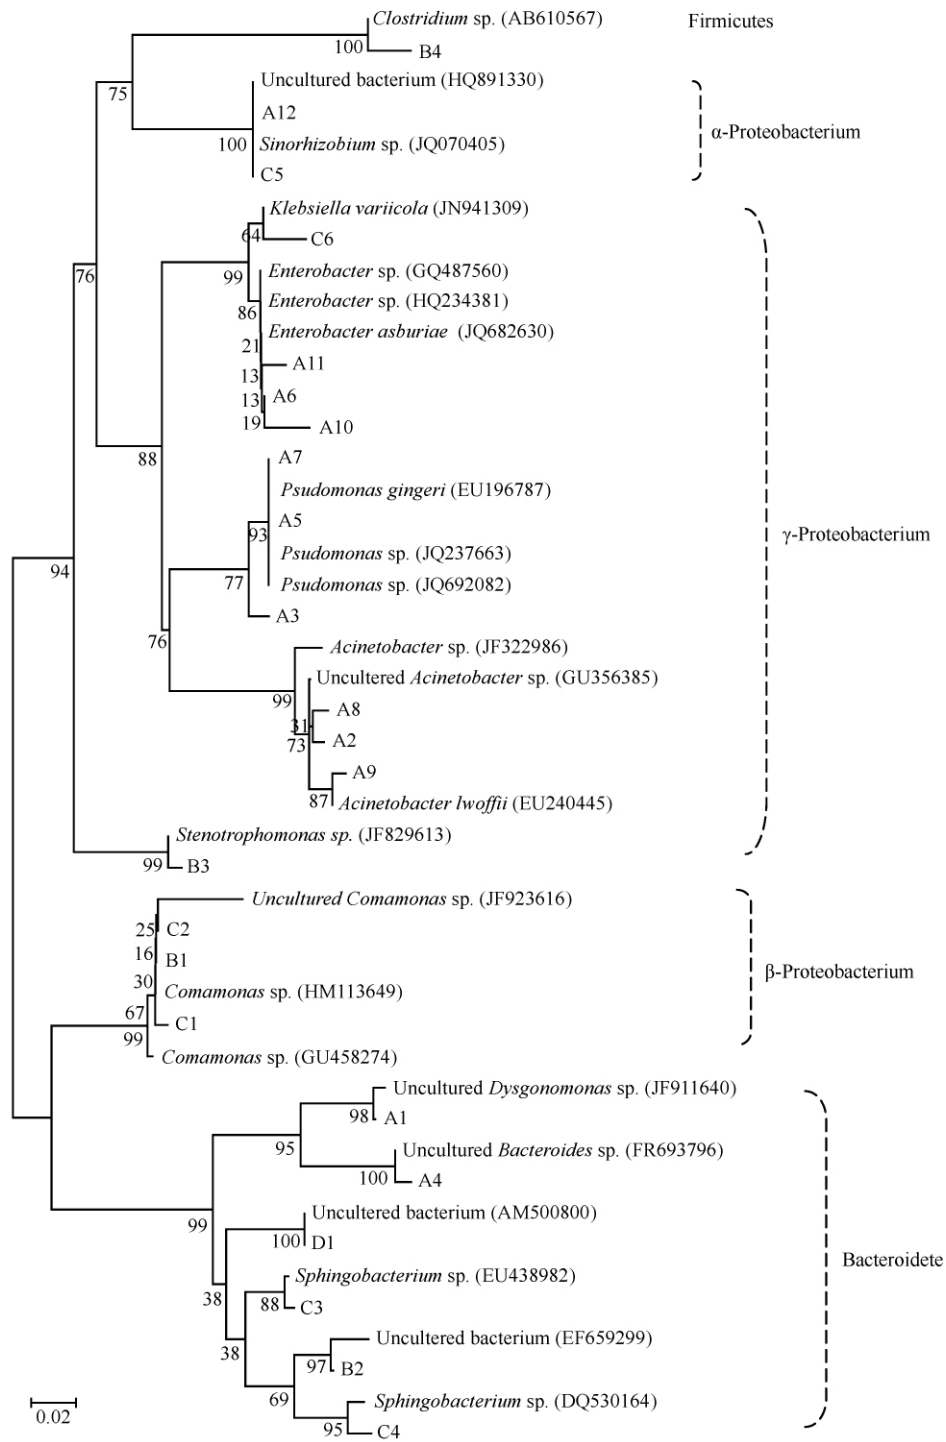 Clostridium sp. (AB610567)
Firmicutes
100
B4
Uncultured bacterium (HQ891330)
75
A12
α-Proteobacterium
100
Sinorhizobium sp. (JQ070405)
C5
Klebsiella variicola (JN941309)
64
C6
76
99
Enterobacter sp. (GQ487560)
Enterobacter sp. (HQ234381)
86
Enterobacter asburiae (JQ682630)
21
A11
13
A6
13
19
A10
88
A7
Psudomonas gingeri (EU196787)
A5
93
γ-Proteobacterium
Psudomonas sp. (JQ237663)
94
77
Psudomonas sp. (JQ692082)
A3
76
Acinetobacter sp. (JF322986)
Uncultered Acinetobacter sp. (GU356385)
99
A8
31
A2
73
A9
87
Acinetobacter lwoffii (EU240445)
Stenotrophomonas sp. (JF829613)
99
B3
Uncultured Comamonas sp. (JF923616)
25
C2
16
B1
β-Proteobacterium
30
Comamonas sp. (HM113649)
67
C1
99
Comamonas sp. (GU458274)
Uncultured Dysgonomonas sp. (JF911640)
98
A1
95
Uncultured Bacteroides sp. (FR693796)
100
A4
99
Uncultered bacterium (AM500800)
100
D1
Bacteroidete
Sphingobacterium sp. (EU438982)
38
88
C3
38
Uncultered bacterium (EF659299)
97
B2
69
Sphingobacterium sp. (DQ530164)
0.02
95
C4